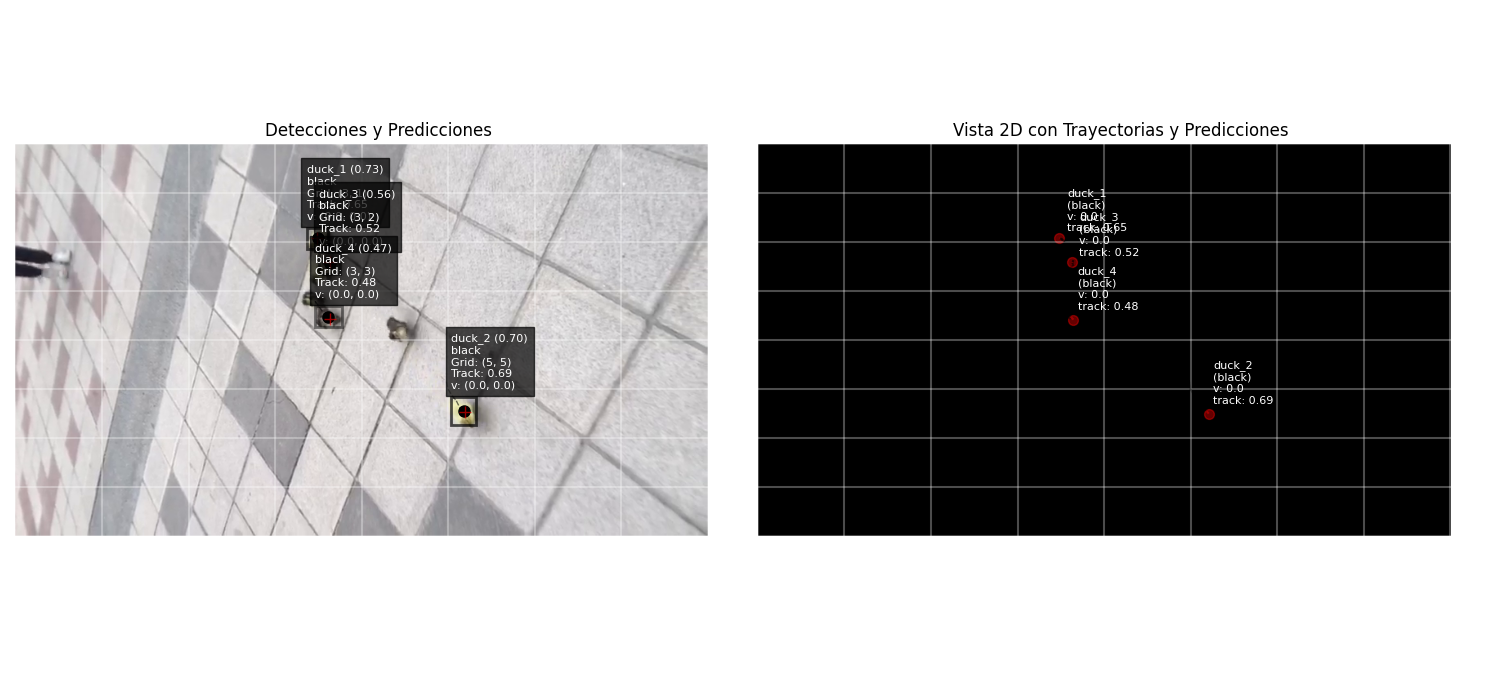 Detecciones y Predicciones
duck_1 (0.73)
black
duck_3 (0.56)
black
Grid: (3, 2)
Track: 0.52
duck_4 (0.47)
black
Grid: (3, 3)
Track: 0.48
v: (0.0, 0.0)
duck_2 (0.70)
black
Grid: (5, 5)
Track: 0.69
v: (0.0, 0.0)
Vista 2D con Trayectorias y Predicciones
duck_1
(black)
v: 0.0
track: 0.65
duck_3
(black)
v: 0.0
track: 0.52
duck_4
(black)
v: 0.0
track: 0.48
duck_2
(black)
v: 0.0
track: 0.69